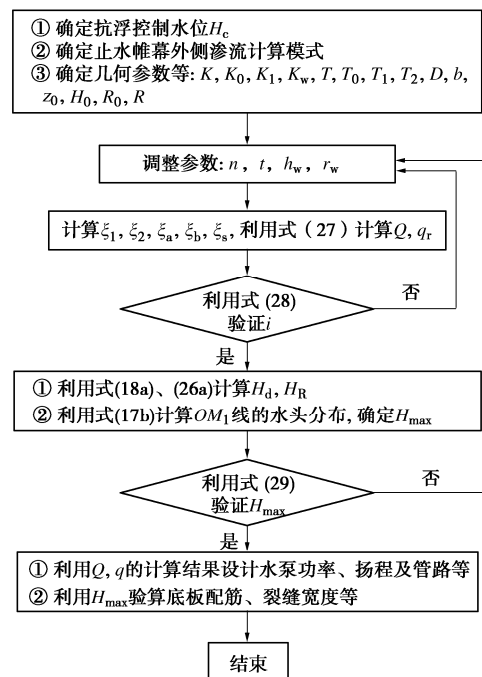 ① 确定抗浮控制水位Hc
② 确定止水帷幕外侧渗流计算模式
③ 确定几何参数等: K, K0, K1, Kw, T, T0, T1, T2, D, b,
z0, H0, R0, R
调整参数: n, t, hw, rw
计算ξ1, ξ2, ξa, ξb, ξs, 利用式（27）计算Q, qr
利用式 (28)
验证i
否
是
① 利用式(18a)、(26a)计算Hd, HR
② 利用式(17b)计算OM1线的水头分布, 确定Hmax
利用式 (29)
验证Hmax
否
是
① 利用Q, q的计算结果设计水泵功率、扬程及管路等
② 利用Hmax验算底板配筋、裂缝宽度等
结束